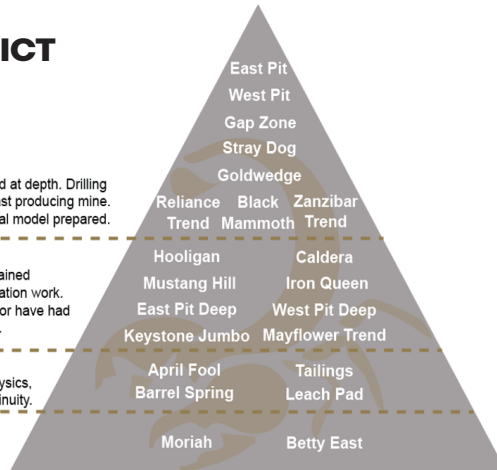 ICT
East Pit
West Pit
Gap Zone
Stray Dog
Goldwedge
d at depth. Drilling
ast producing mine.
al model prepared.
Reliance Trend
Black Mammoth
Zanzibar Trend
ained
ation work.
or have had
Hooligan
Caldera
Mustang Hill
Iron Queen
East Pit Deep
West Pit Deep
Keystone Jumbo
Mayflower Trend
ysics,
inuity.
April Fool
Tailings
Barrel Spring
Leach Pad
Moriah
Betty East